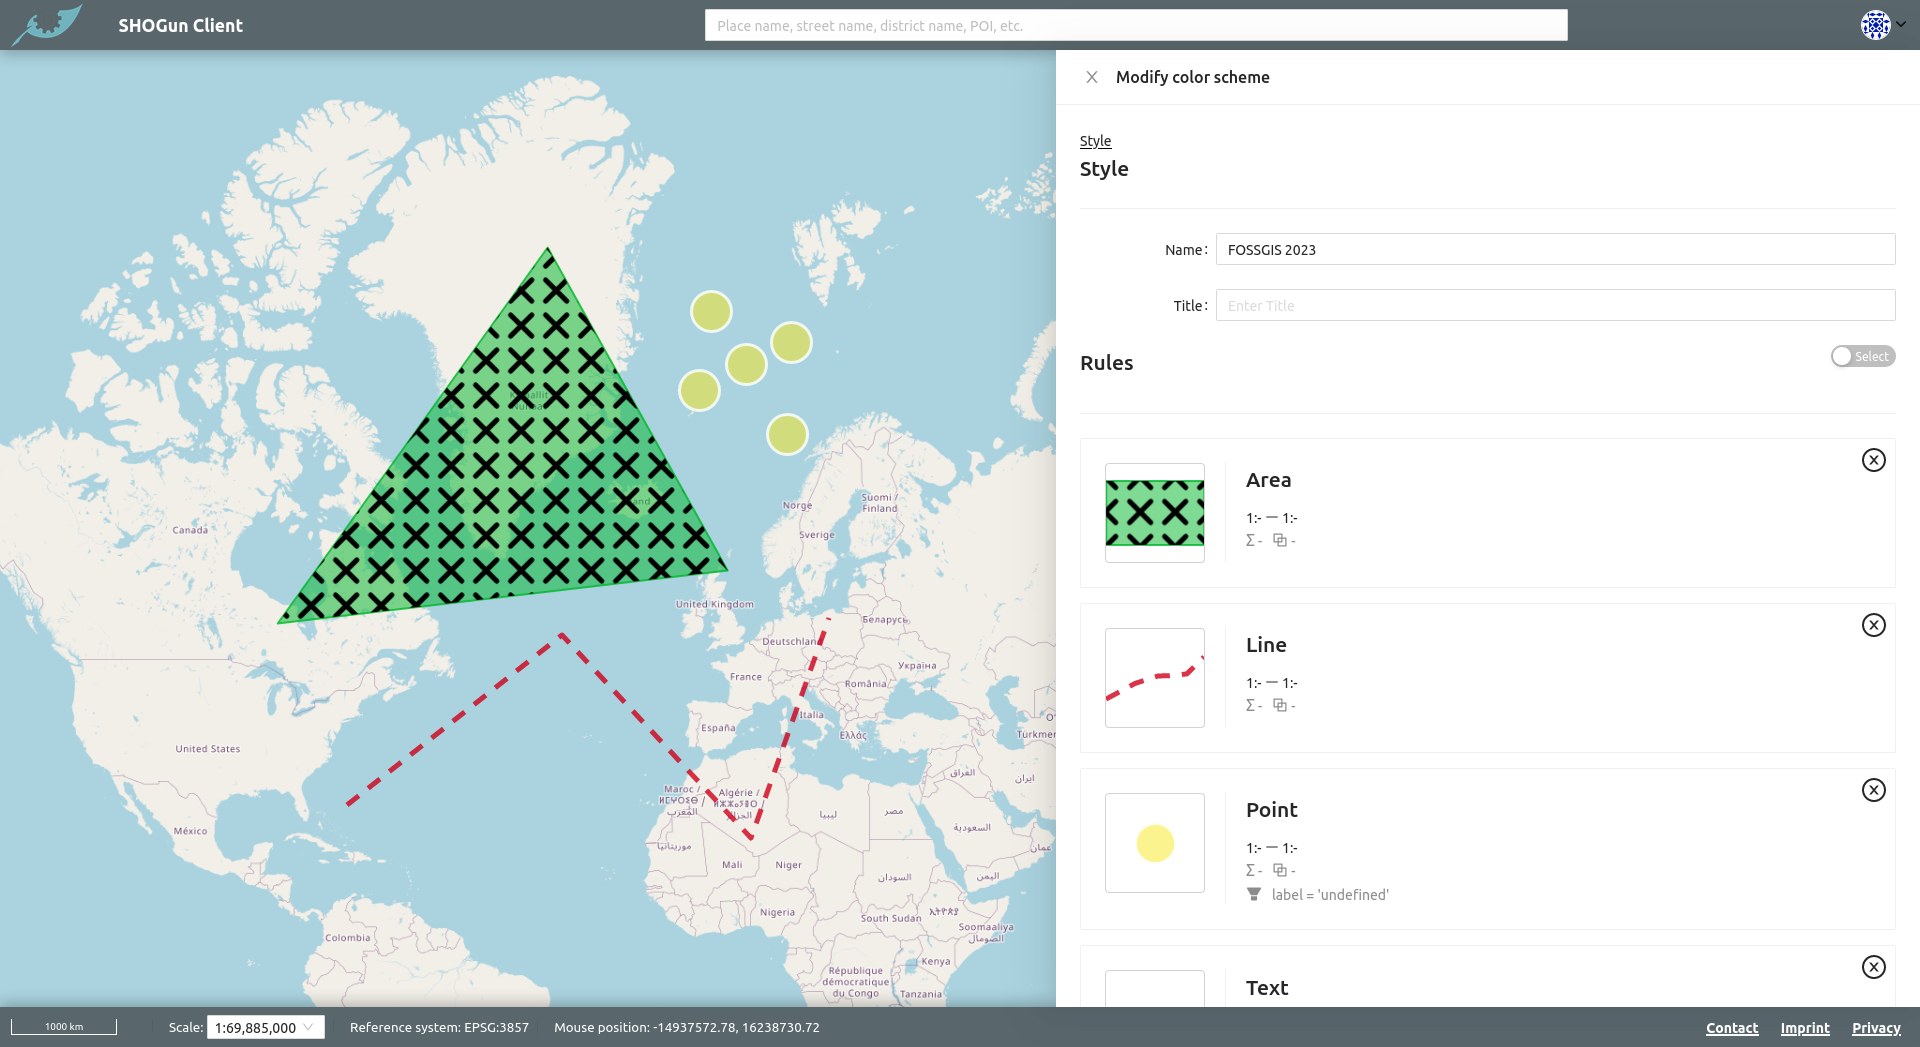 SHOGun Client
Place name, street name, district name, POI, etc.
Modify color scheme
Style
Style
Name:
FOSSGIS 2023
Title:
Enter Title
Rules
Select
Area
1:- — 1:-
Σ - -
Line
1:- — 1:-
Σ - -
Point
1:- — 1:-
Σ - -
label = 'undefined'
Text
Canada
United States
México
Colombia
Norge
Suomi /
Finland
Sverige
United Kingdom
Беларусь
Deutschland
Україна
France
România
Italia
España
Ελλάς
Türkmen
Maroc /
المغرب
Algérie /
ليبيا
مصر
العراق
ایران
السعودية
عمان
موريتانيا
Mali
Niger
السودان
اليمن
Nigeria
South Sudan
Soomaaliya
الصومال
Kenya
République
démocratique
du Congo
Tanzania
1000 km
Scale:
1:69,885,000
Reference system: EPSG:3857
Mouse position: -14937572.78, 16238730.72
Contact
Imprint
Privacy